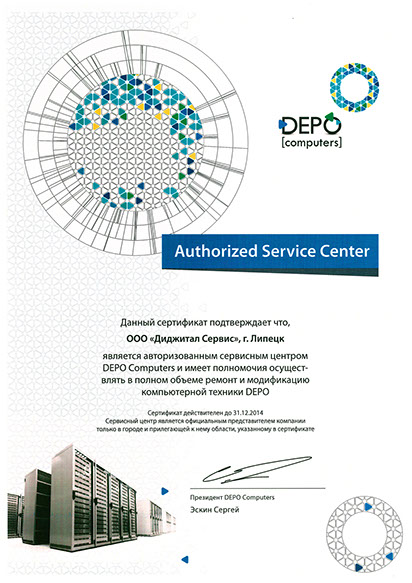 DEPO
[computers]
Authorized Service Center
Данный сертификат подтверждает что,
ООО «Диджитал Сервис», г. Липецк
является авторизованным сервисным центром
DEPO Computers и имеет полномочия осущест-
влять в полном объеме ремонт и модификацию
компьютерной техники DEPO
Сертификат действителен до 31.12.2014
Сервисный центр является официальным представителем компании
только в городе и прилегающей к нему области, указанному в сертификате
Президент DEPO Computers
Эскин Сергей